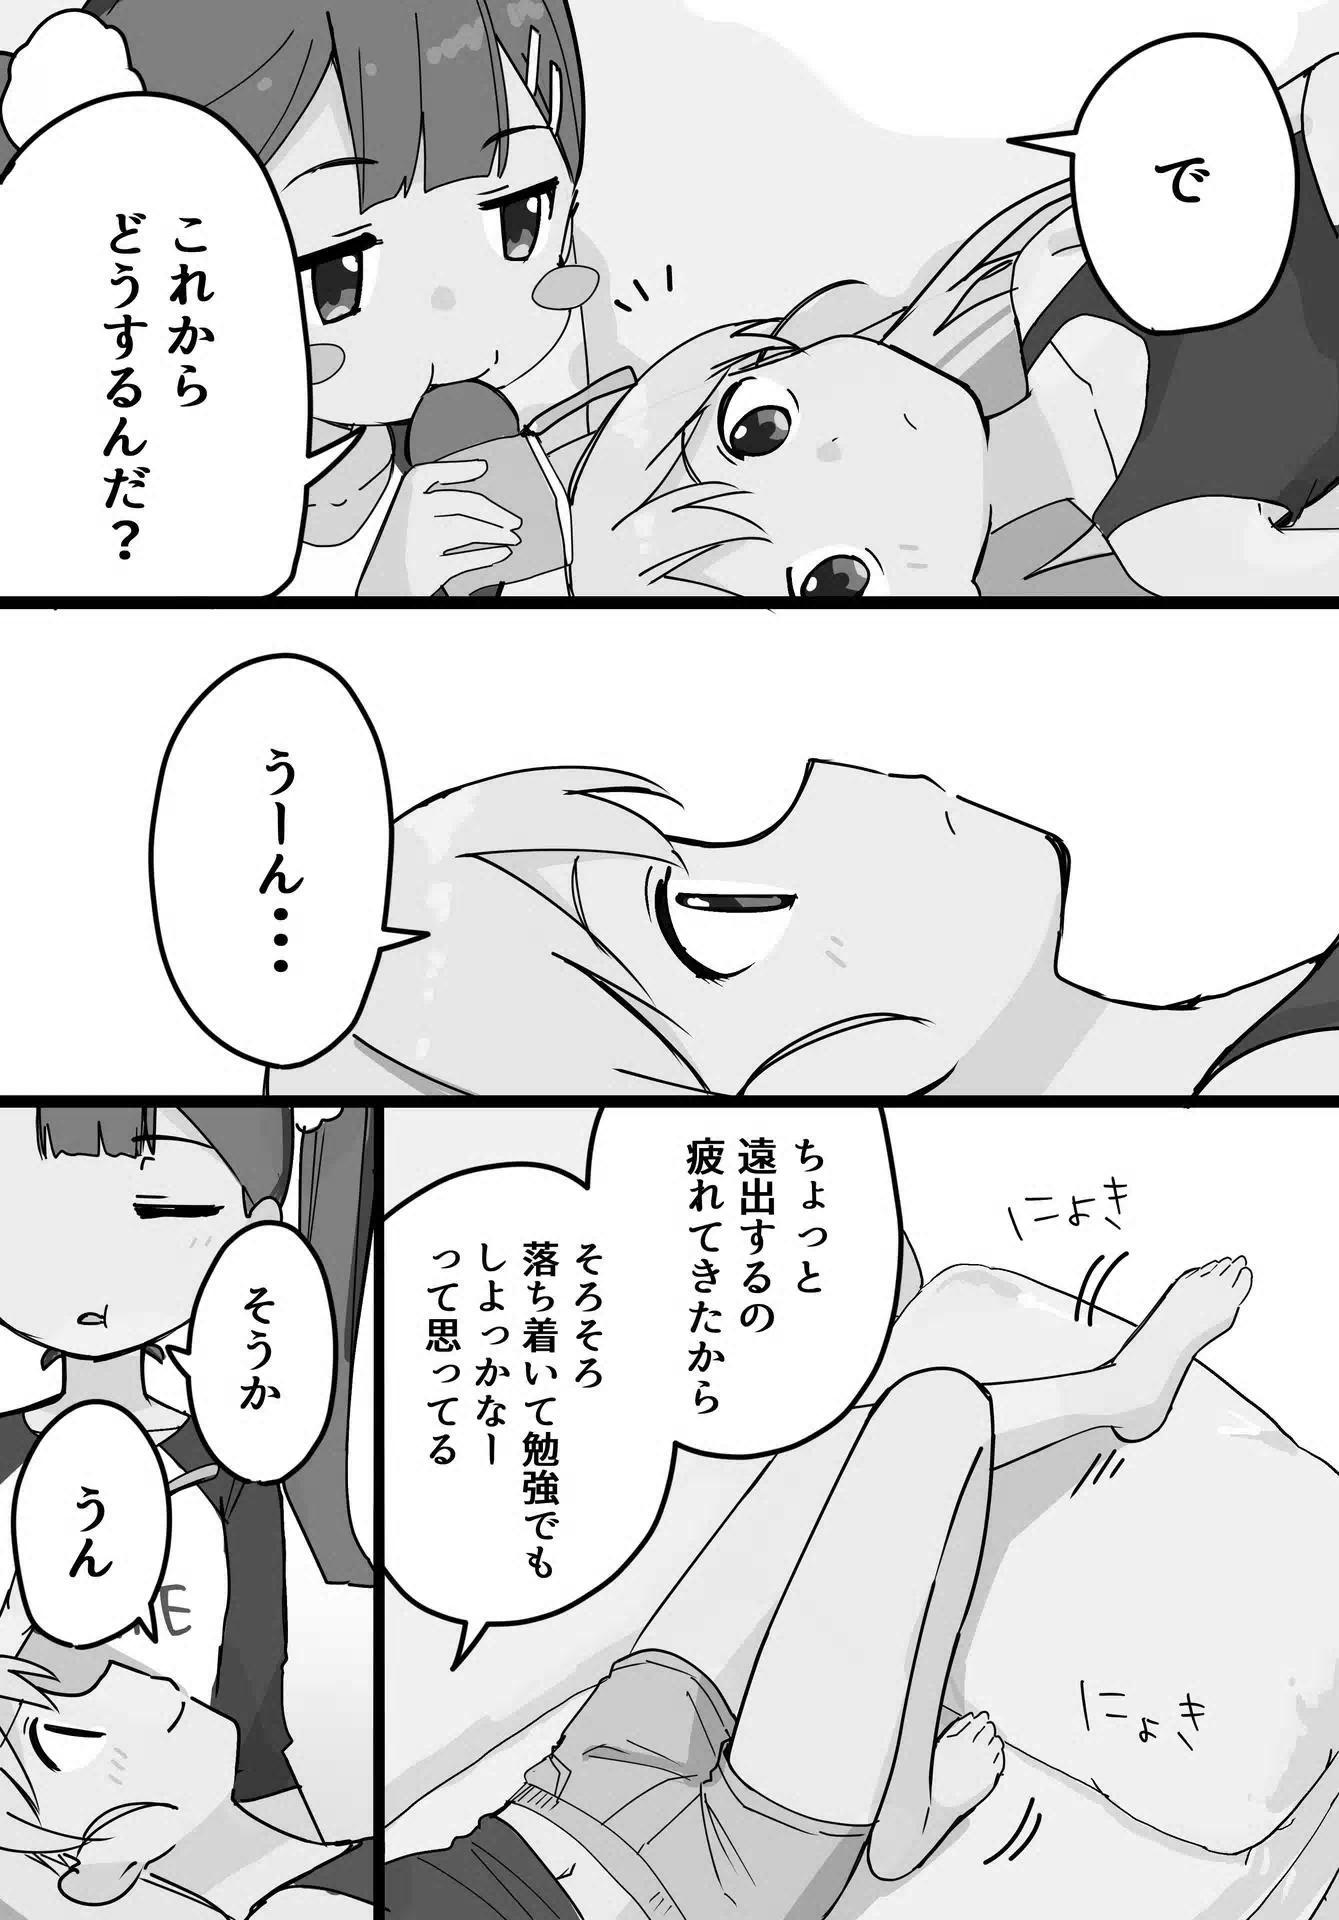 で
これから
どうするんだ？
うーん・・・
ちょっと
遠出するの
疲れてきたから
そろそろ
落ち着いて勉強でも
しよっかなー
って思ってる
にょき
にょき
そうか
うん